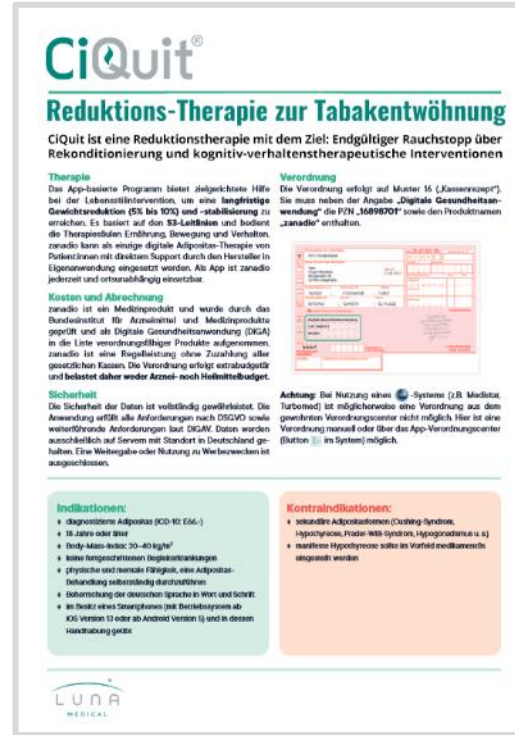 CiQuit®
Reduktions-Therapie zur Tabakentwöhnung
CiQuit ist eine Reduktionstherapie mit dem Ziel: Endgültiger Rauchstopp über
Rekonditionierung und kognitiv-verhaltenstherapeutische Interventionen
Therapie
Das App-basierte Programm bietet zielgerichtete Hilfe
bei der Lebensstilintervention, um eine langfristige
Gewichtsreduktion (5% bis 10%) und -stabilisierung zu
erreichen. Es basiert auf den S3-Leitlinien und bedient
die Therapiesäulen Ernährung, Bewegung und Verhalten.
zanadio kann als einzige digitale Adipositas-Therapie von
Patient:innen mit direktem Support durch den Hersteller in
Eigenanwendung eingesetzt werden. Als App ist zanadio
jederzeit und ortsunabhängig einsetzbar.
Kosten und Abrechnung
zanadio ist ein Medizinprodukt und wurde durch das
Bundesinstitut für Arzneimittel und Medizinprodukte
geprüft und als Digitale Gesundheitsanwendung (DiGA)
in die Liste verordnungsfähiger Produkte aufgenommen.
zanadio ist eine Regelleistung ohne Zuzahlung aller
gesetzlichen Kassen. Die Verordnung erfolgt extrabudgetär
und belastet daher weder Arznei- noch Heilmittelbudget.
Sicherheit
Die Sicherheit der Daten ist vollständig gewährleistet. Die
Anwendung erfüllt alle Anforderungen nach DSGVO sowie
weiterführende Anforderungen laut DiGAV. Daten werden
ausschließlich auf Servern mit Standort in Deutschland ge-
halten. Eine Weitergabe oder Nutzung zu Werbezwecken ist
ausgeschlossen.
Verordnung
Die Verordnung erfolgt auf Muster 16 („Kassenrezept“).
Sie muss neben der Angabe „Digitale Gesundheitsan-
wendung“ die PZN „16898701“ sowie den Produktnamen
„zanadio“ enthalten.
Achtung: Bei Nutzung eines -Systems (z.B. Medistar,
Turbomed) ist möglicherweise eine Verordnung aus dem
gewohnten Verordnungscenter nicht möglich. Hier ist eine
Verordnung manuell oder über das App-Verordnungscenter
(Button im System) möglich.
Indikationen:
diagnostizierte Adipositas (ICD-10: E66.-)
18 Jahre oder älter
Body-Mass-Index: 30–40 kg/m²
keine fortgeschrittenen Begleiterkrankungen
physische und mentale Fähigkeit, eine Adipositas-
Behandlung selbstständig durchzuführen
Beherrschung der deutschen Sprache in Wort und Schrift
im Besitz eines Smartphones (mit Betriebssystem ab
iOS Version 13 oder ab Android Version 5) und in dessen
Handhabung geübt
Kontraindikationen:
sekundäre Adipositasformen (Cushing-Syndrom,
Hypothyreose, Prader-Willi-Syndrom, Hypogonadismus u. s.)
manifeste Hypothyreose sollte im Vorfeld medikamentös
eingestellt werden
LUNA
MEDICAL